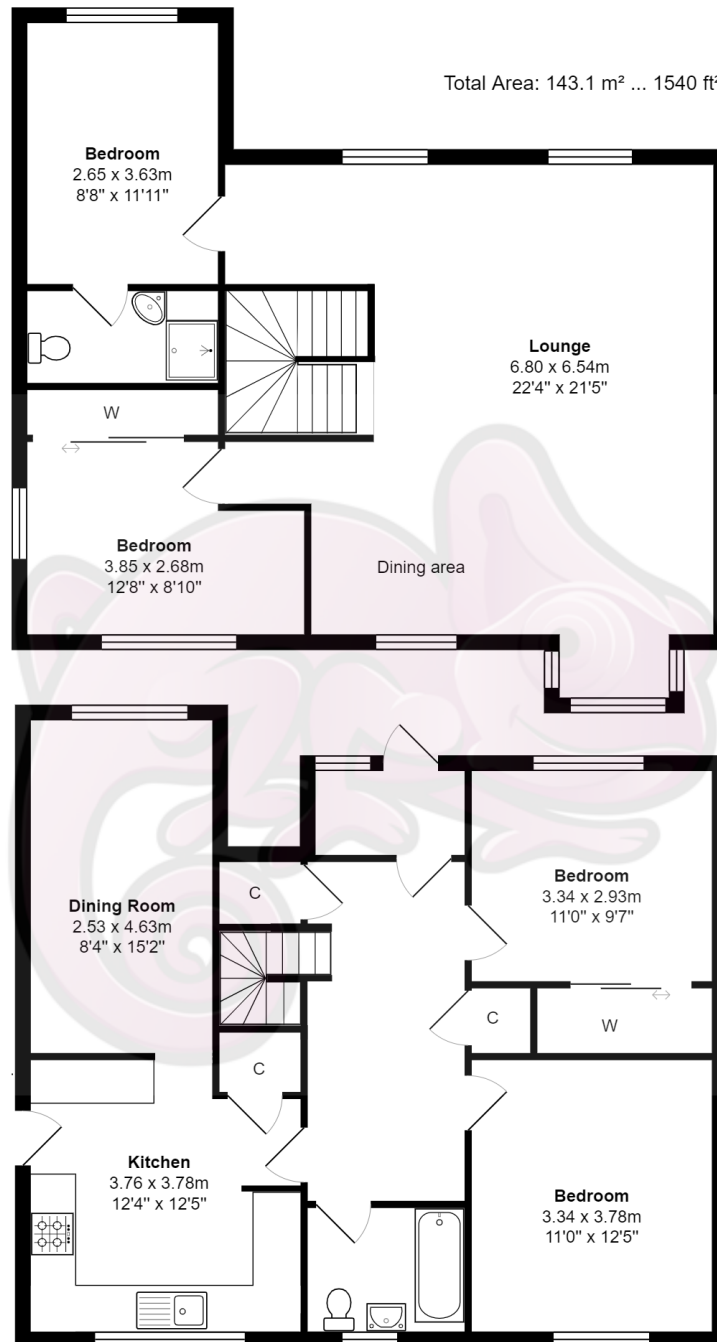 Total Area: 143.1 m² ... 1540 ft²
Bedroom
2.65 x 3.63m
8'8" x 11'11"
Lounge
6.80 x 6.54m
22'4" x 21'5"
W
Bedroom
3.85 x 2.68m
12'8" x 8'10"
Dining area
C
Bedroom
3.34 x 2.93m
11'0" x 9'7"
Dining Room
2.53 x 4.63m
8'4" x 15'2"
C
W
C
Kitchen
3.76 x 3.78m
12'4" x 12'5"
Bedroom
3.34 x 3.78m
11'0" x 12'5"